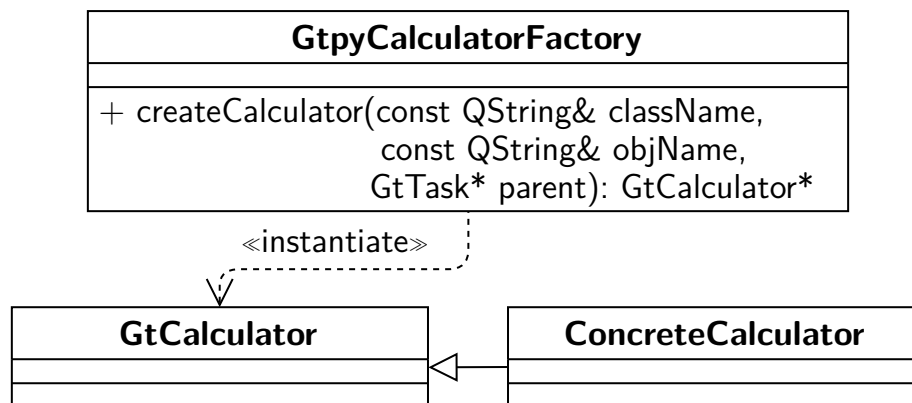 GtpyCalculatorFactory
+ createCalculator(const QString& className,
const QString& objName,
GtTask* parent): GtCalculator*
≪instantiate≫
GtCalculator
ConcreteCalculator